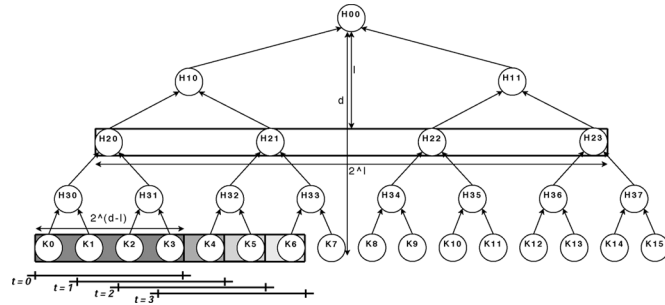 H00
l
H10
H11
d
H20
H21
H22
H23
2^l
H30
H31
H32
H33
H34
H35
H36
H37
2^(d-l)
K0
K1
K2
K3
K4
K5
K6
K7
K8
K9
K10
K11
K12
K13
K14
K15
t=0
t=1
t=2
t=3